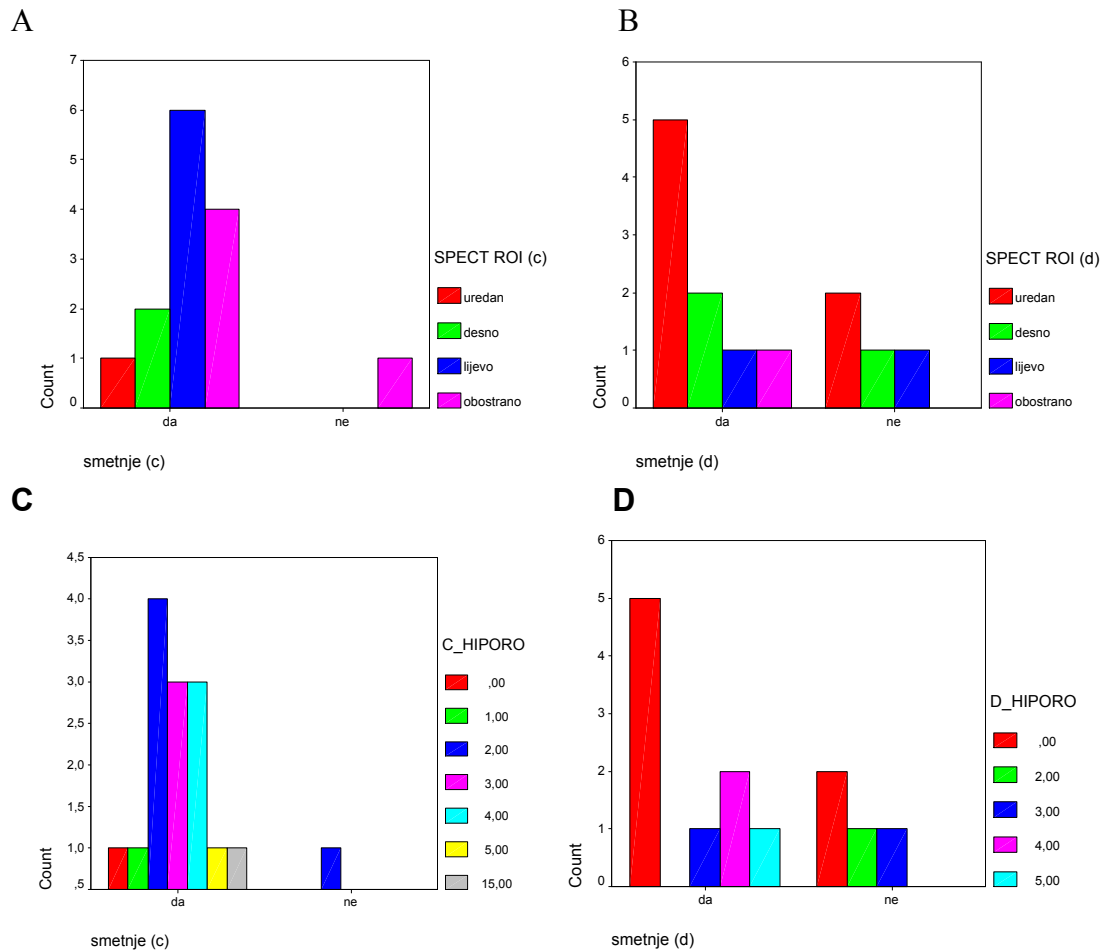 A
7
6
5
4
3
2
1
0
Count
da
ne
smetnje (c)
SPECT ROI (c)
uredan
desno
lijevo
obostrano
B
6
5
4
3
2
1
0
Count
da
ne
smetnje (d)
SPECT ROI (d)
uredan
desno
lijevo
obostrano
C
4,5
4,0
3,5
3,0
2,5
2,0
1,5
1,0
,5
Count
da
ne
smetnje (c)
C_HIPORO
,00
1,00
2,00
3,00
4,00
5,00
15,00
D
6
5
4
3
2
1
0
Count
da
ne
smetnje (d)
D_HIPORO
,00
2,00
3,00
4,00
5,00